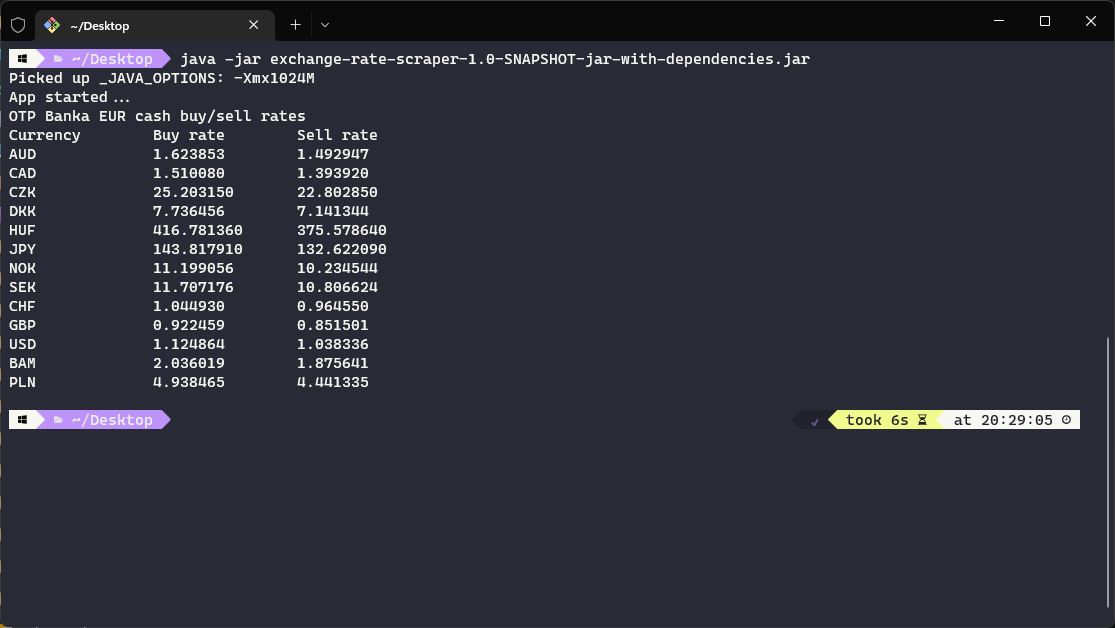 ~/Desktop
~/Desktop java -jar exchange-rate-scraper-1.0-SNAPSHOT-jar-with-dependencies.jar
Picked up _JAVA_OPTIONS: -Xmx1024M
App started...
OTP Banka EUR cash buy/sell rates
Currency Buy rate Sell rate
AUD 1.623853 1.492947
CAD 1.510080 1.393920
CZK 25.203150 22.802850
DKK 7.736456 7.141344
HUF 416.781360 375.578640
JPY 143.817910 132.622090
NOK 11.199056 10.234544
SEK 11.707176 10.806624
CHF 1.044930 0.964550
GBP 0.922459 0.851501
USD 1.124864 1.038336
BAM 2.036019 1.875641
PLN 4.938465 4.441335
~/Desktop took 6s at 20:29:05